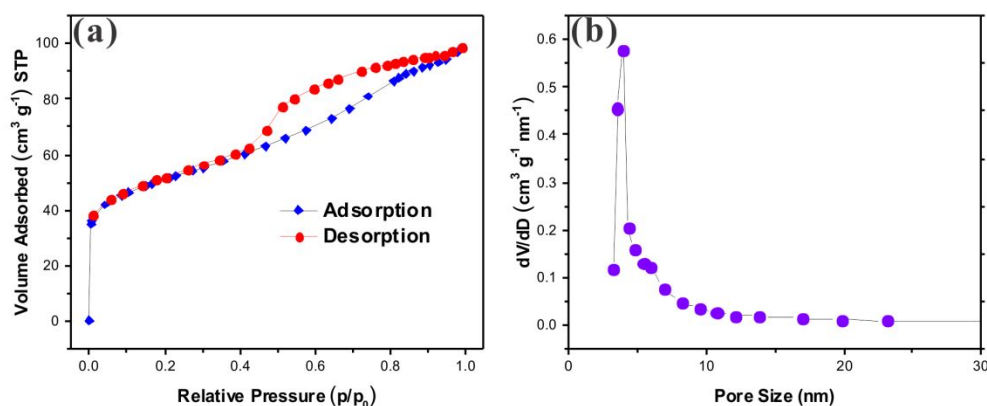 (a)
Volume Adsorbed (cm³ g⁻¹) STP
100
80
60
40
20
0
0.0 0.2 0.4 0.6 0.8 1.0
Adsorption
Desorption
Relative Pressure (p/p₀)
(b)
dV/dD (cm³ g⁻¹ nm⁻¹)
0.6
0.5
0.4
0.3
0.2
0.1
0.0
0 10 20 30
Pore Size (nm)